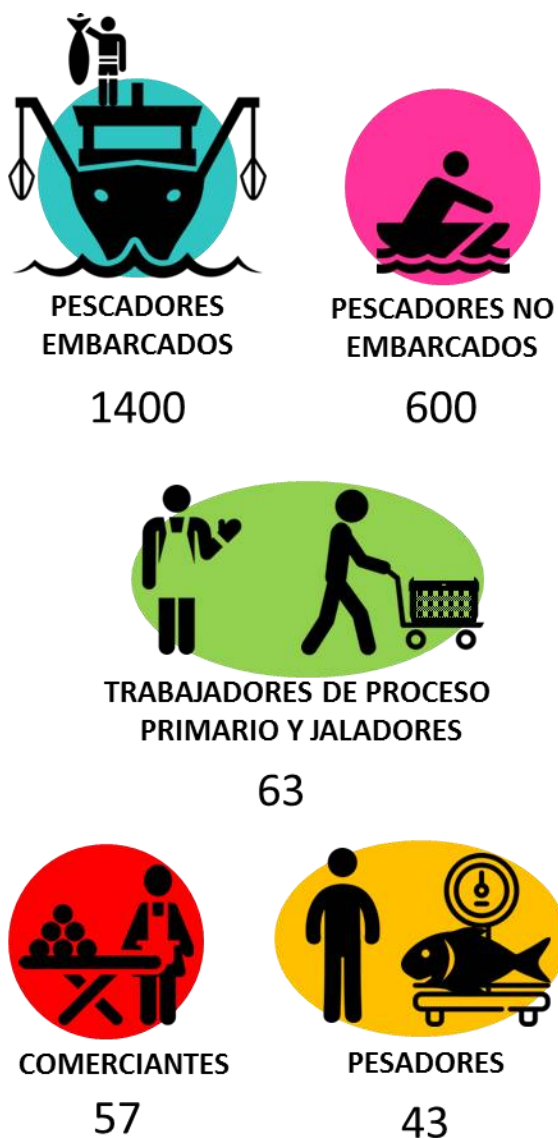 PESCADORES
EMBARCADOS
1400
PESCADORES NO
EMBARCADOS
600
TRABAJADORES DE PROCESO
PRIMARIO Y JALADORES
63
COMERCIANTES
57
PESADORES
43